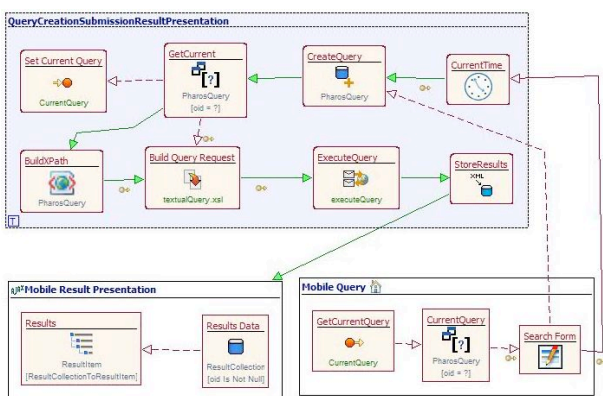 QueryCreationSubmissionResultPresentation
Set Current Query
CurrentQuery
GetCurrent
[?]
PharosQuery
[oid = ?]
CreateQuery
PharosQuery
CurrentTime
BuildXPath
PharosQuery
Build Query Request
textualQuery.xsl
ExecuteQuery
executeQuery
StoreResults
XML
T
Mobile Result Presentation
Results
ResultItem
[ResultCollectionToResultItem]
Results Data
ResultCollection
[oid Is Not Null]
Mobile Query
GetCurrentQuery
CurrentQuery
CurrentQuery
[?]
PharosQuery
[oid = ?]
Search Form